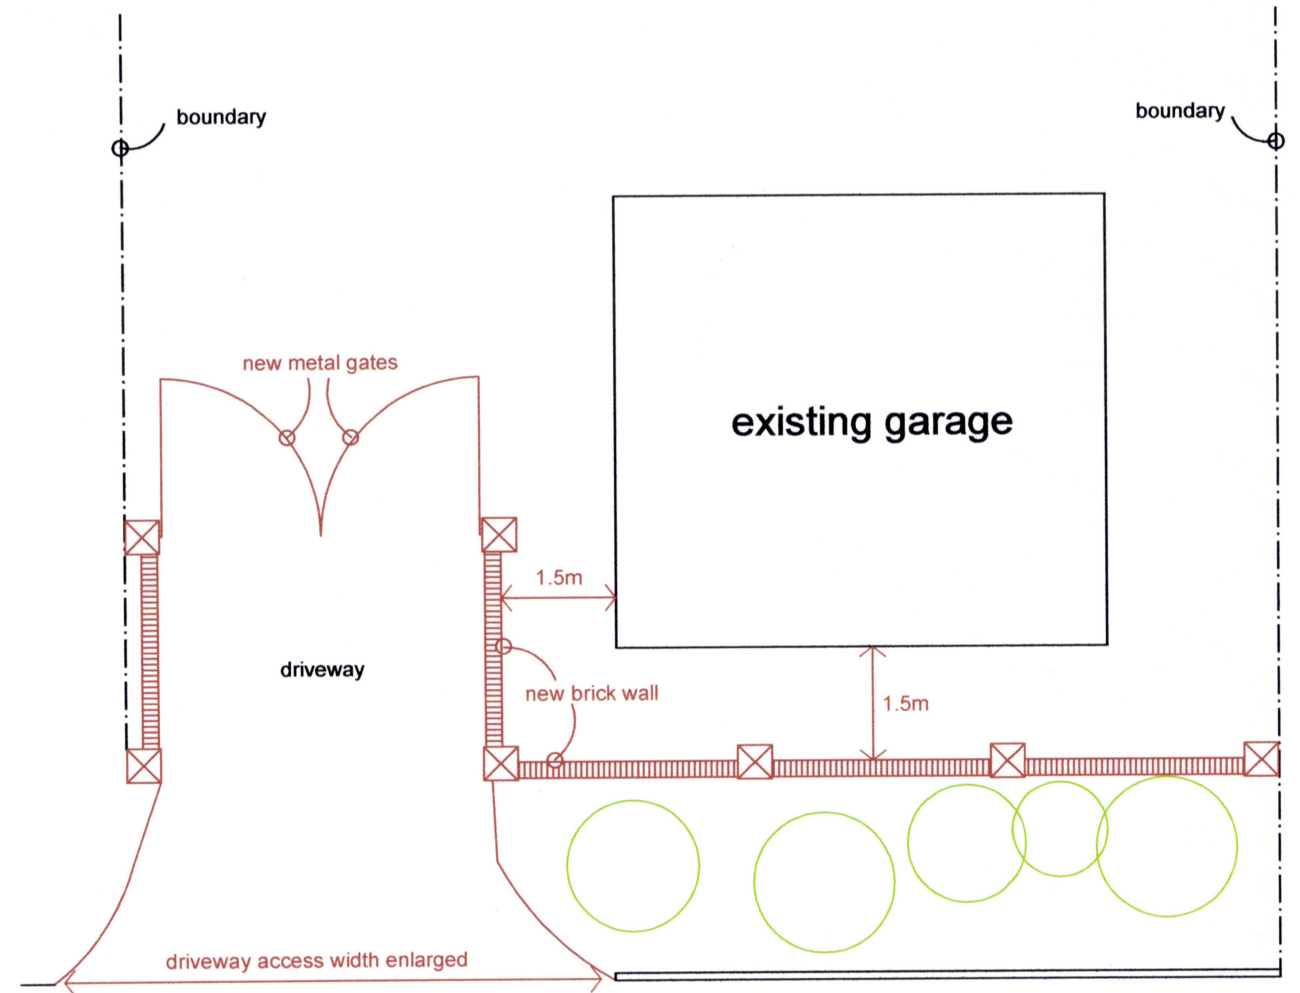 boundary
boundary
new metal gates
existing garage
1.5m
driveway
new brick wall
1.5m
driveway access width enlarged